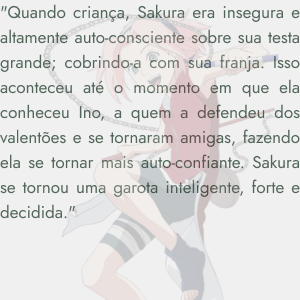 "Quando criança, Sakura era insegura e
altamente auto-consciente sobre sua testa
grande; cobrindo-a com sua franja. Isso
aconteceu até o momento em que ela
conheceu Ino, a quem a defendeu dos
valentões e se tornaram amigas, fazendo
ela se tornar mais auto-confiante. Sakura
se tornou uma garota inteligente, forte e
decidida."